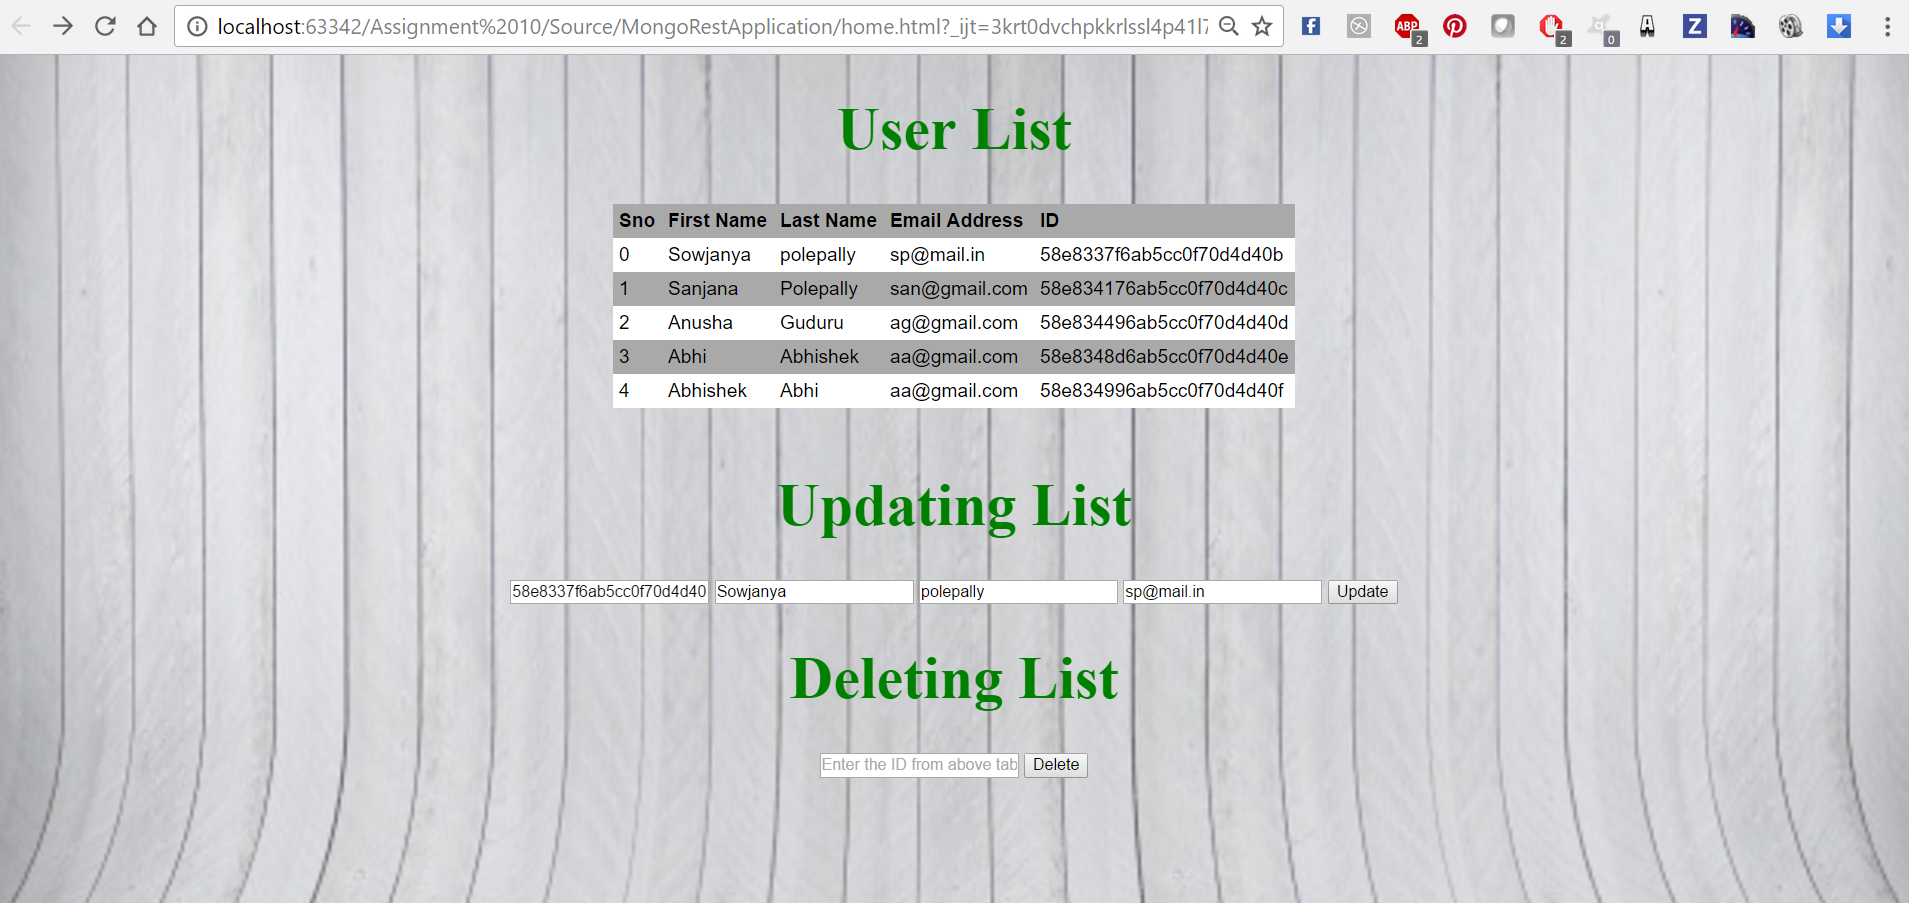 localhost:63342/Assignment%2010/Source/MongoRestApplication/home.html?_ijt=3krt0dvchpkkrlssl4p41l7
ABP 2 2 0 A Z
User List
Sno First Name Last Name Email Address ID
0 Sowjanya polepally sp@mail.in 58e8337f6ab5cc0f70d4d40b
1 Sanjana Polepally san@gmail.com 58e834176ab5cc0f70d4d40c
2 Anusha Guduru ag@gmail.com 58e834496ab5cc0f70d4d40d
3 Abhi Abhishek aa@gmail.com 58e8348d6ab5cc0f70d4d40e
4 Abhishek Abhi aa@gmail.com 58e834996ab5cc0f70d4d40f
Updating List
58e8337f6ab5cc0f70d4d40 Sowjanya polepally sp@mail.in Update
Deleting List
Enter the ID from above tab Delete